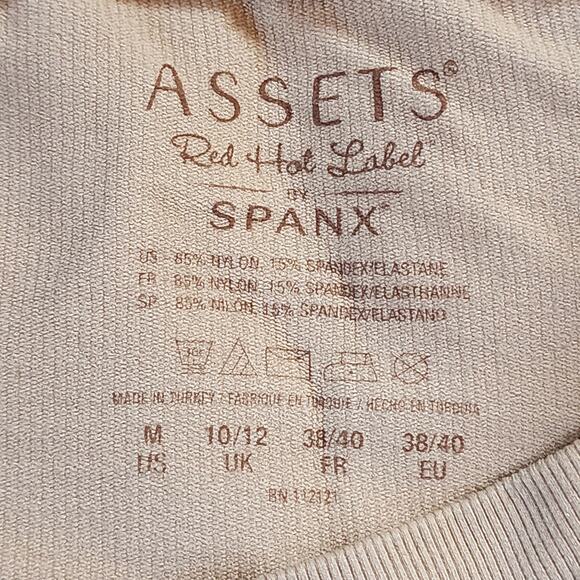 ASSETS®
Red Hot Label™
BY
SPANX™
US 85% NYLON, 15% SPANDEX/ELASTANE
FR 85% NYLON, 15% SPANDEX/ELASTHANNE
SP 85% NILON, 15% SPANDEX/ELASTANO
MADE IN TURKEY / FABRIQUE EN TURQUIE / HECHO EN TURQUIA
M 10/12 38/40 38/40
US UK FR EU
RN 112121